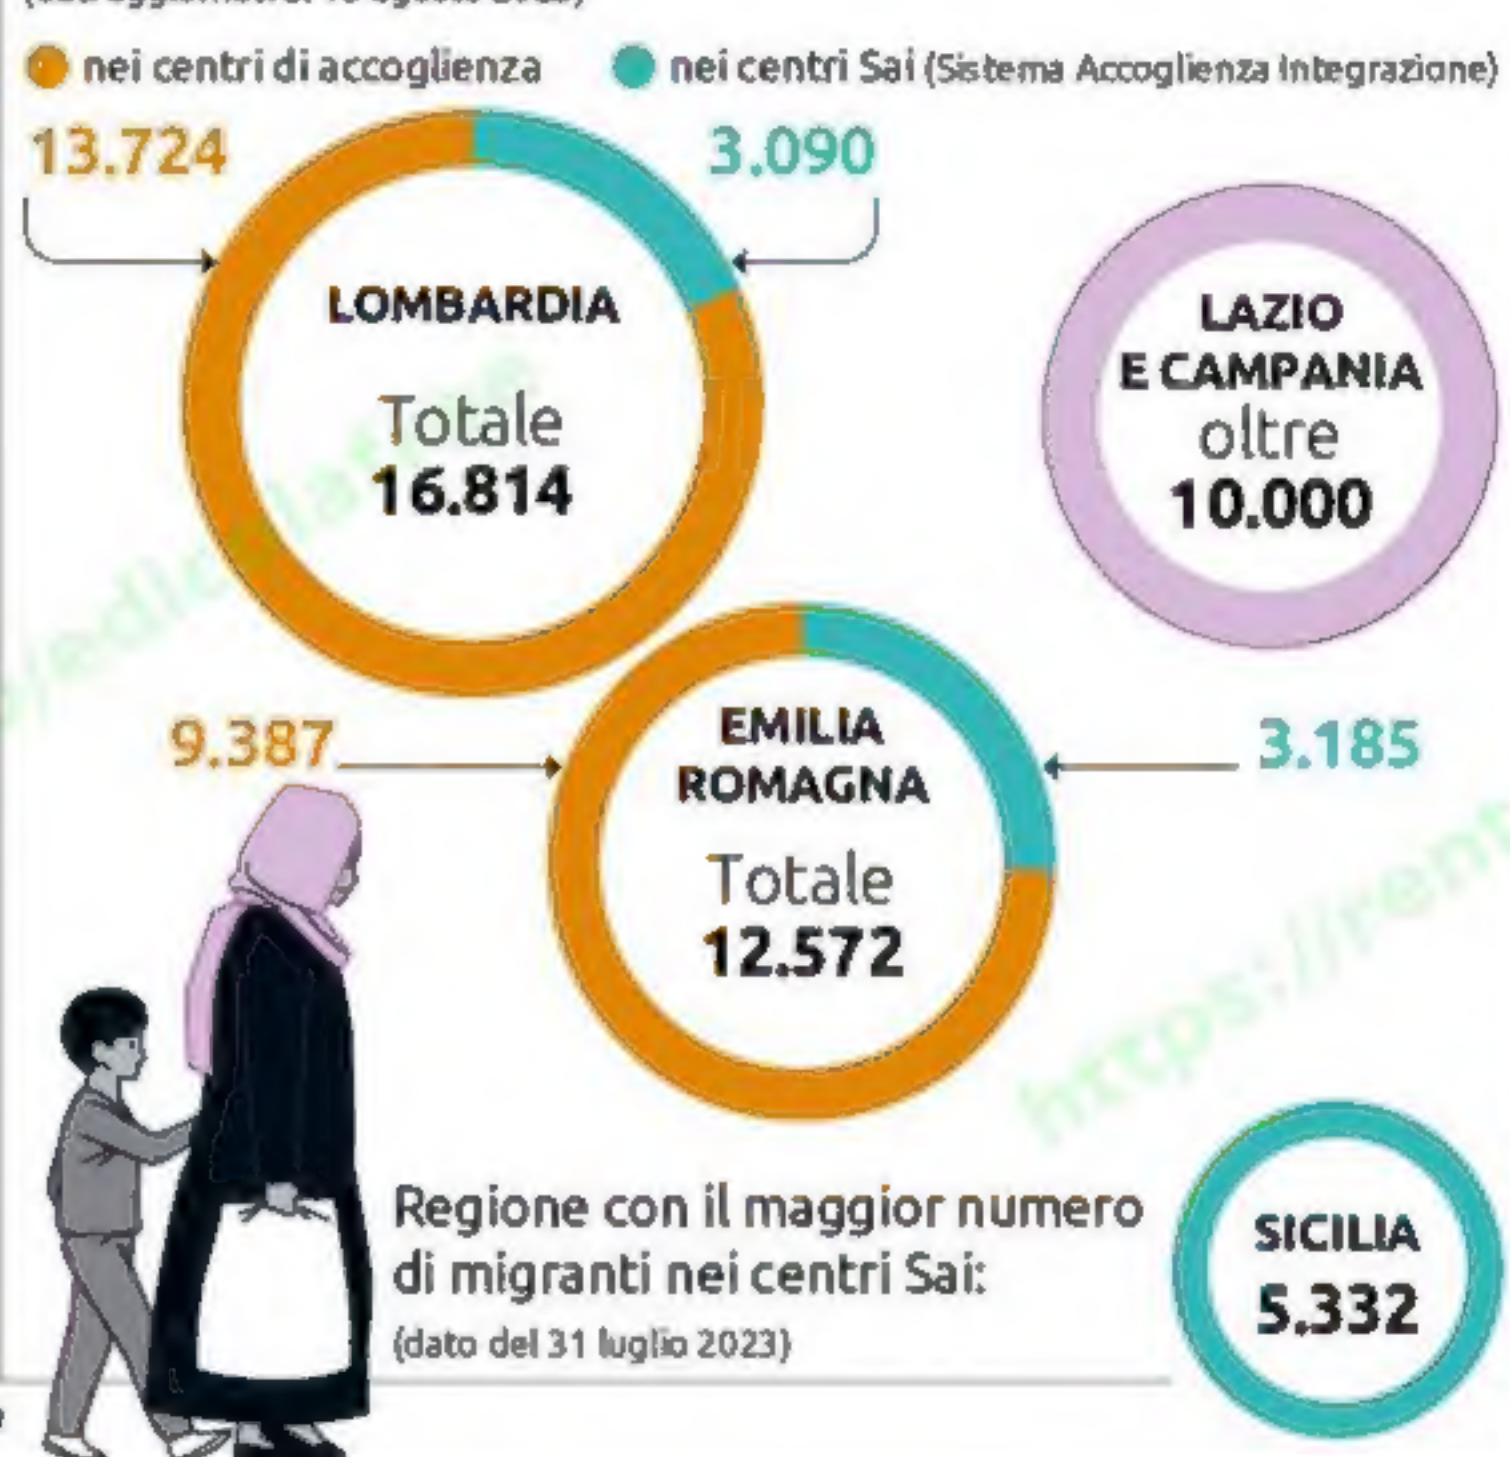 nei centri di accoglienza
nei centri Sai (Sistema Accoglienza Integrazione)
13.724
3.090
LOMBARDIA
Totale
16.814
LAZIO
E CAMPANIA
oltre
10.000
9.387
EMILIA
ROMAGNA
Totale
12.572
3.185
Regione con il maggior numero
di migranti nei centri Sai:
(dato del 31 luglio 2023)
SICILIA
5.332